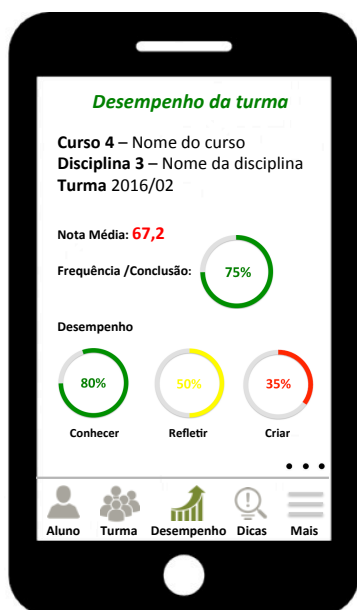 Desempenho da turma
Curso 4 – Nome do curso
Disciplina 3 – Nome da disciplina
Turma 2016/02
Nota Média: 67,2
Frequência /Conclusão: 75%
Desempenho
80% 50% 35%
Conhecer Refletir Criar
• • •
Aluno Turma Desempenho Dicas Mais